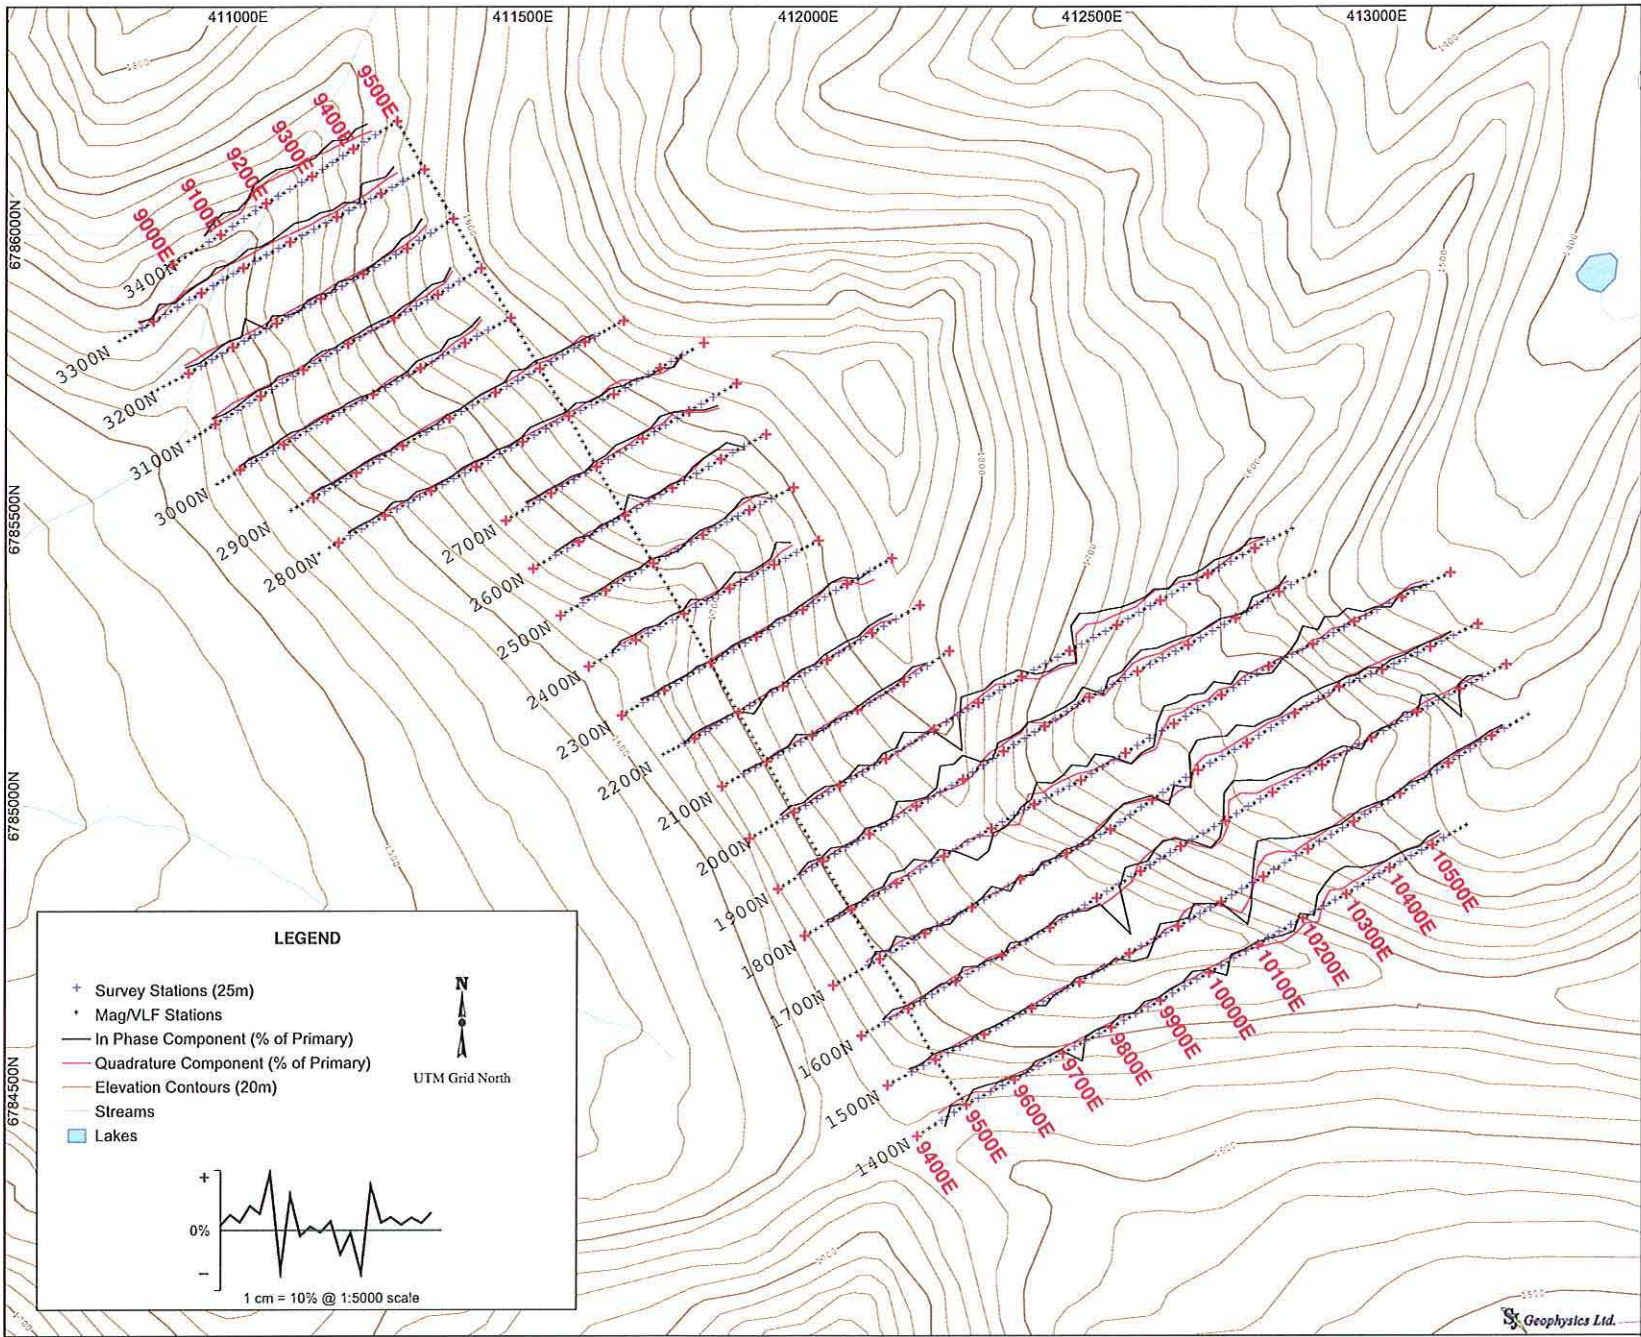 411000E
411500E
412000E
412500E
413000E
6786000N
6785500N
6785000N
6784500N
9000E
9100E
9200E
9300E
9400E
9500E
3400N
3300N
3200N
3100N
3000N
2900N
2800N
2700N
2600N
2500N
2400N
2300N
2200N
2100N
2000N
1900N
1800N
1700N
1600N
1500N
1400N
9400E
9500E
9600E
9700E
9800E
9900E
10000E
10100E
10200E
10300E
10400E
10500E
LEGEND
Survey Stations (25m)
Mag/VLF Stations
In Phase Component (% of Primary)
Quadrature Component (% of Primary)
Elevation Contours (20m)
Streams
Lakes
N
UTM Grid North
+
0%
–
1 cm = 10% @ 1:5000 scale
SJ Geophysics Ltd.